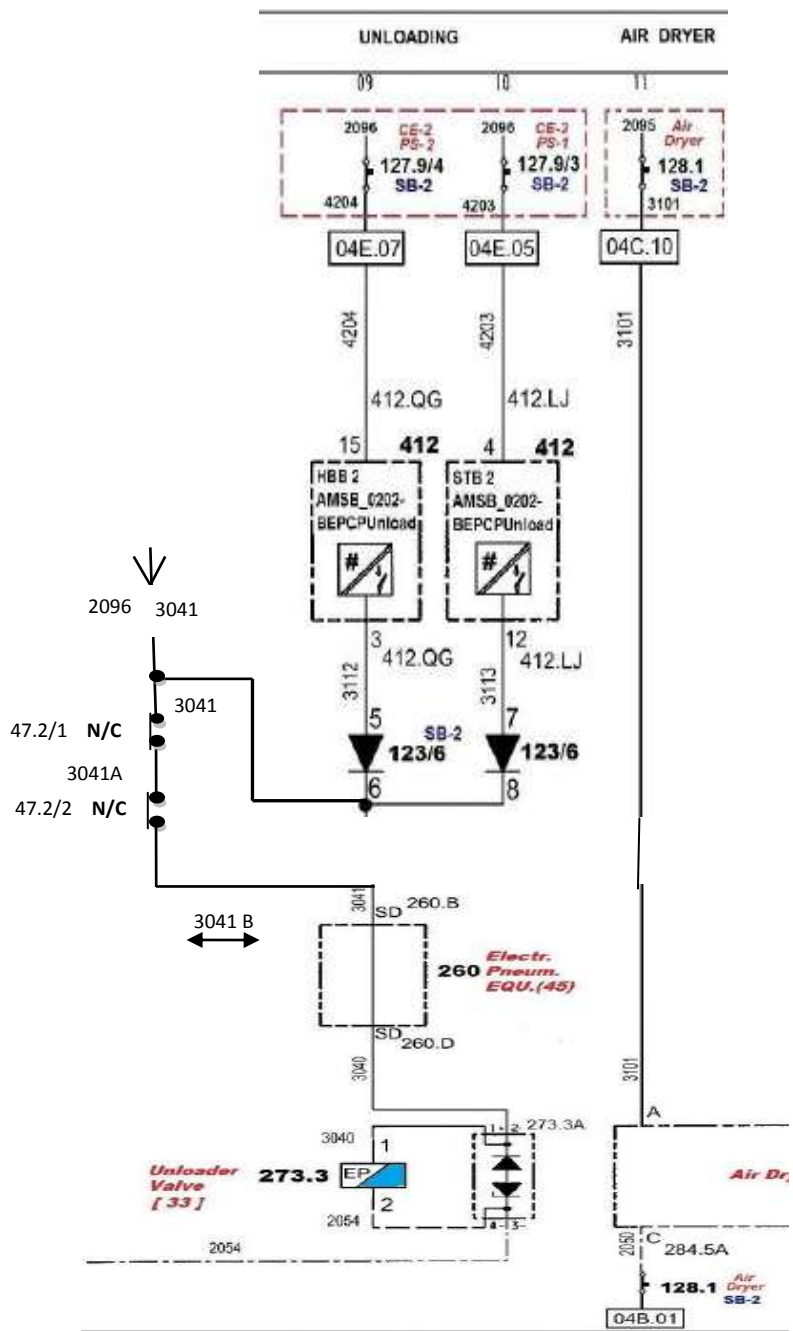 UNLOADING AIR DRYER
09 10 11
2096 CE-2 2096 CE-2 2095 Air
PS-2 PS-1 Dryer
127.9/4 127.9/3 128.1
SB-2 SB-2 SB-2
4204 4203 3101
04E.07 04E.05 04C.10
4204 4203 3101
412.QG 412.LJ
15 412 4 412
HBB 2 STB 2
AMSB_0202- AMSB_0202-
BEPCPUnload BEPCPUnload
# #
2096 3041
3 412.QG 12 412.LJ
3112 3113
3041
5 SB-2 7
47.2/1 N/C 123/6 123/6
3041A
6 8
47.2/2 N/C
3041 SD 260.B
3041 B
260 Electr.
Pneum.
EQU.(45)
SD 260.D
3040 3101
1 2 273.3A A
3040 1
Unloader 273.3 EP Air Dry
Valve
[ 33 ]
2
2054 4 3
2054 2050 C 284.5A
128.1 Air
Dryer
SB-2
04B.01